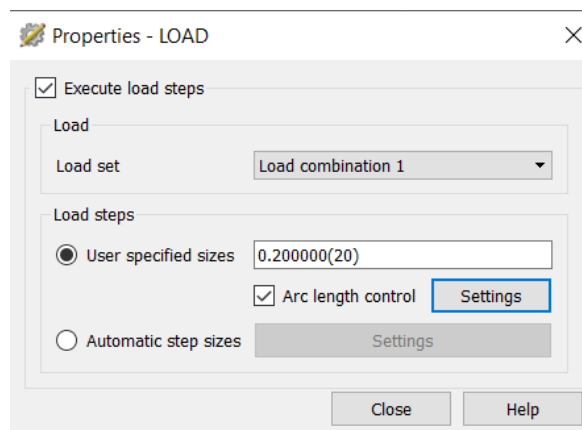 Properties - LOAD
Execute load steps
Load
Load set Load combination 1
Load steps
User specified sizes 0.200000(20)
Arc length control Settings
Automatic step sizes Settings
Close Help